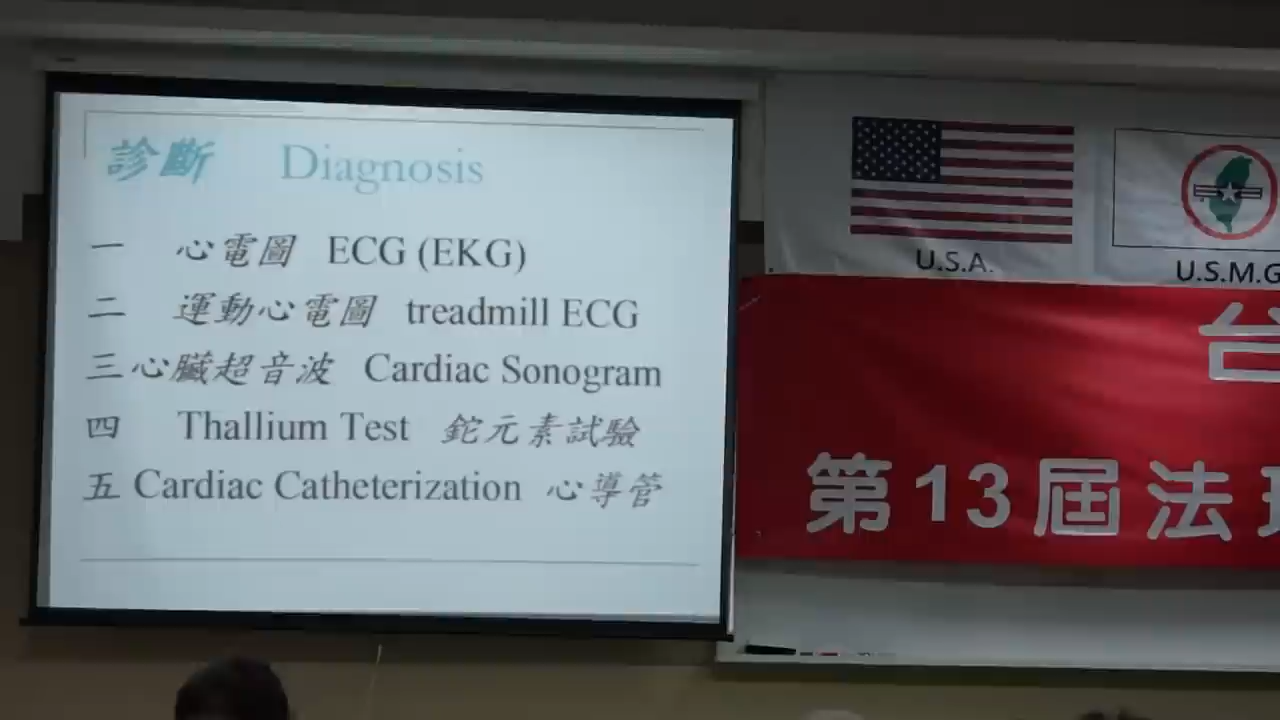 診斷 Diagnosis
一 心電圖 ECG (EKG)
二 運動心電圖 treadmill ECG
三 心臟超音波 Cardiac Sonogram
四 Thallium Test 鉈元素試驗
五 Cardiac Catheterization 心導管
U.S.A.
U.S.M.G
台
第13屆法